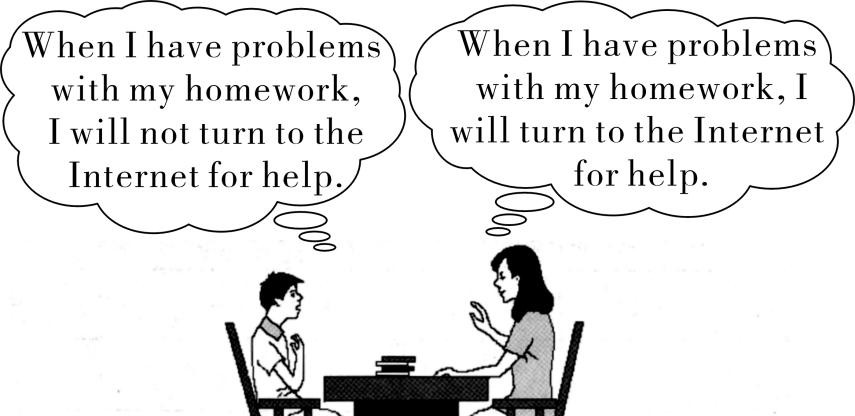 When I have problems
with my homework,
I will not turn to the
Internet for help.
When I have problems
with my homework, I
will turn to the Internet
for help.